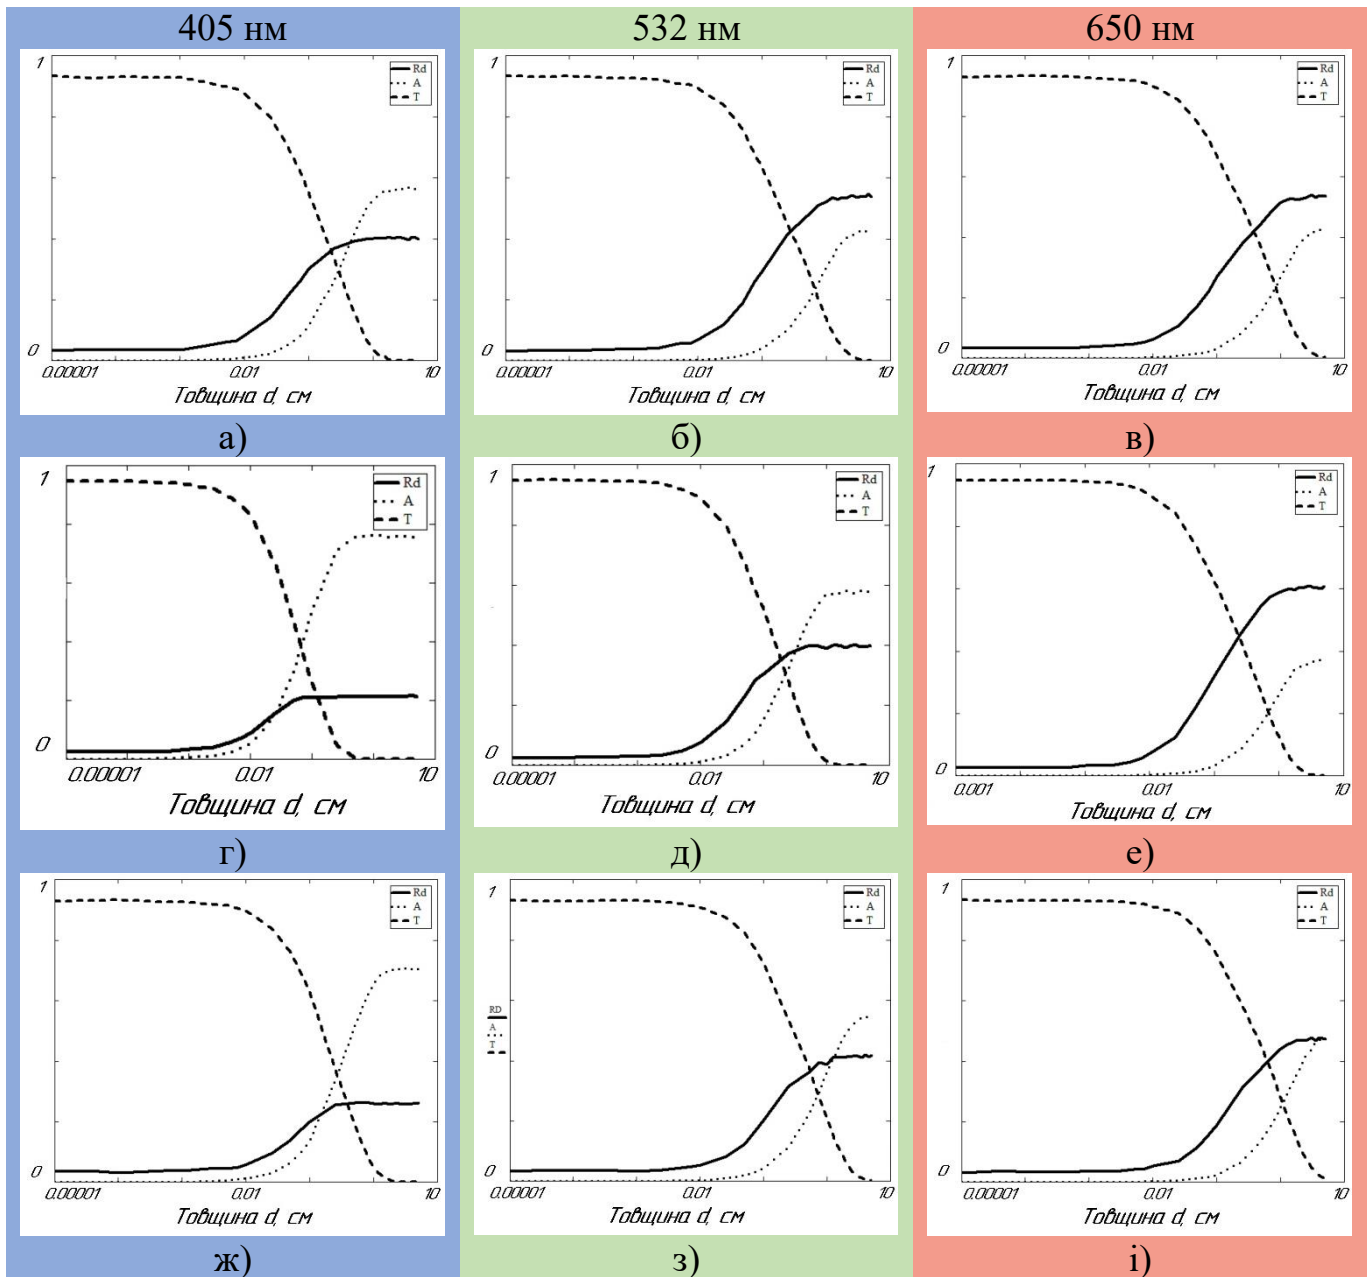 405 нм 532 нм 650 нм
1 Rd 1 Rd 1 Rd
A A A
T T T
0 0 0
0.00001 0.01 10 0.00001 0.01 10 0.00001 0.01 10
Товщина d, см Товщина d, см Товщина d, см
а) б) в)
1 Rd 1 Rd 1 Rd
A A A
T T T
0 0 0
0.00001 0.01 10 0.00001 0.01 10 0.001 0.01 10
Товщина d, см Товщина d, см Товщина d, см
г) д) е)
1 Rd 1 Rd 1 Rd
A A A
T T T
RD
A
T
0 0 0
0.00001 0.01 10 0.00001 0.01 10 0.00001 0.01 10
Товщина d, см Товщина d, см Товщина d, см
ж) з) і)